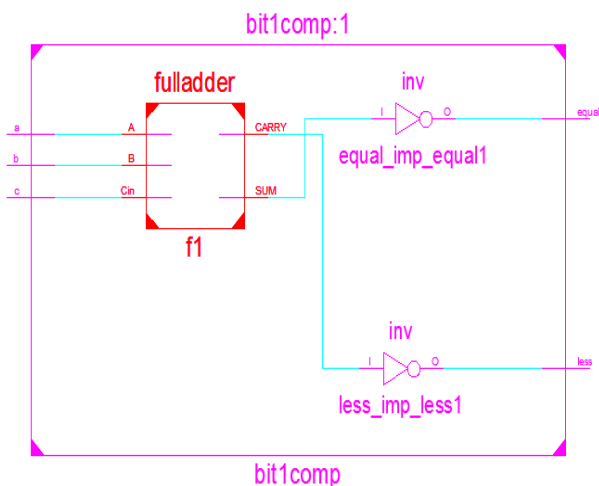 bit1comp:1
fulladder
inv
a
A
CARRY
I
O
equal
b
B
equal_imp_equal1
c
Cin
SUM
f1
inv
I
O
less
less_imp_less1
bit1comp